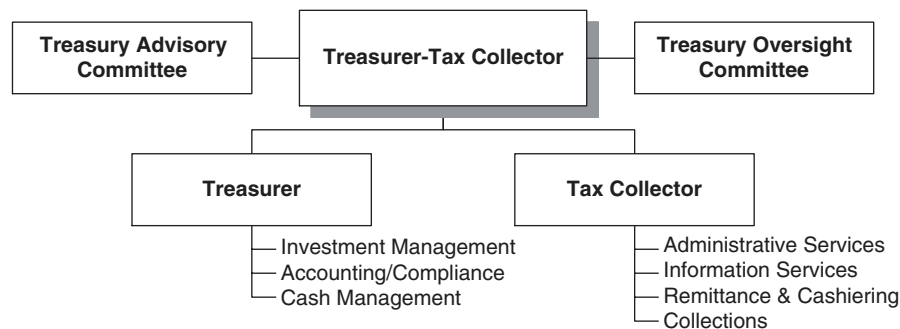 Treasury Advisory
Committee
Treasurer-Tax Collector
Treasury Oversight
Committee
Treasurer
Tax Collector
Investment Management
Accounting/Compliance
Cash Management
Administrative Services
Information Services
Remittance & Cashiering
Collections